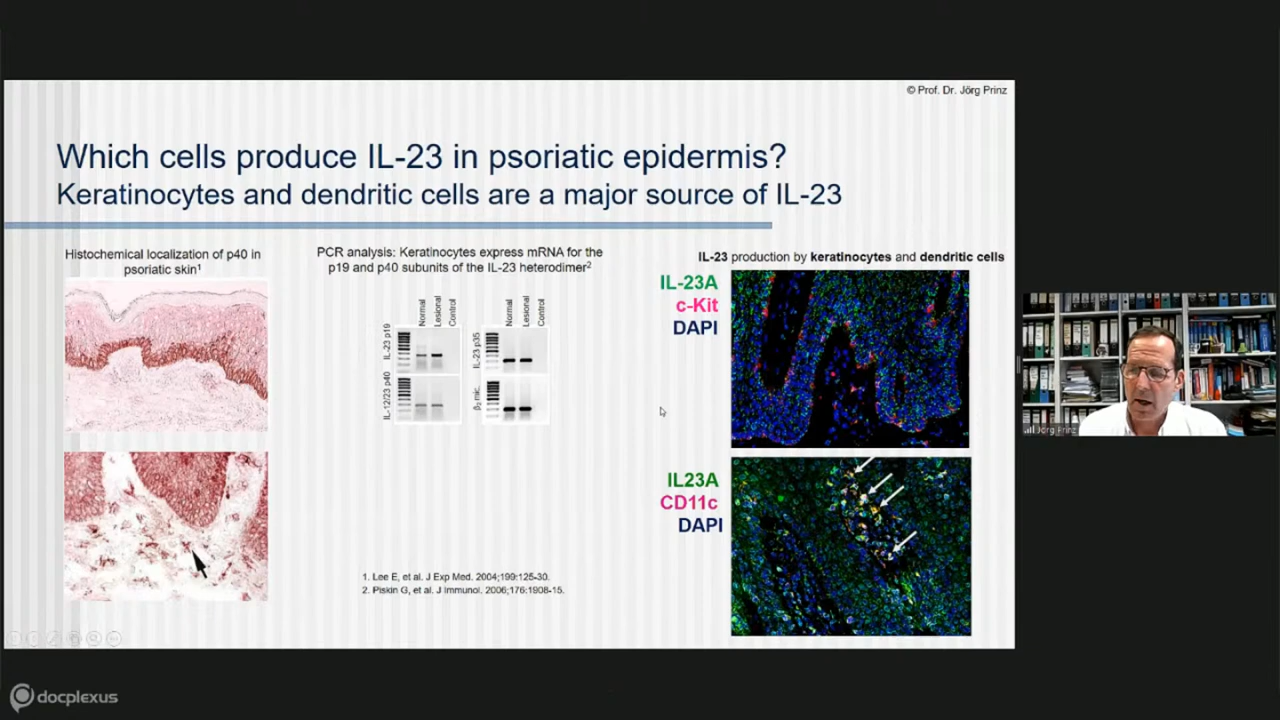 © Prof. Dr. Jörg Prinz
Which cells produce IL-23 in psoriatic epidermis?
Keratinocytes and dendritic cells are a major source of IL-23
Histochemical localization of p40 in
psoriatic skin1
PCR analysis: Keratinocytes express mRNA for the
p19 and p40 subunits of the IL-23 heterodimer2
Normal
Lesional
Control
Normal
Lesional
Control
IL-23 p19
IL-12/23 p40
IL-23 p35
β2 mic.
IL-23 production by keratinocytes and dendritic cells
IL-23A
c-Kit
DAPI
IL23A
CD11c
DAPI
1. Lee E, et al. J Exp Med. 2004;199:125-30.
2. Piskin G, et al. J Immunol. 2006;176:1908-15.
Jörg Prinz
docplexus